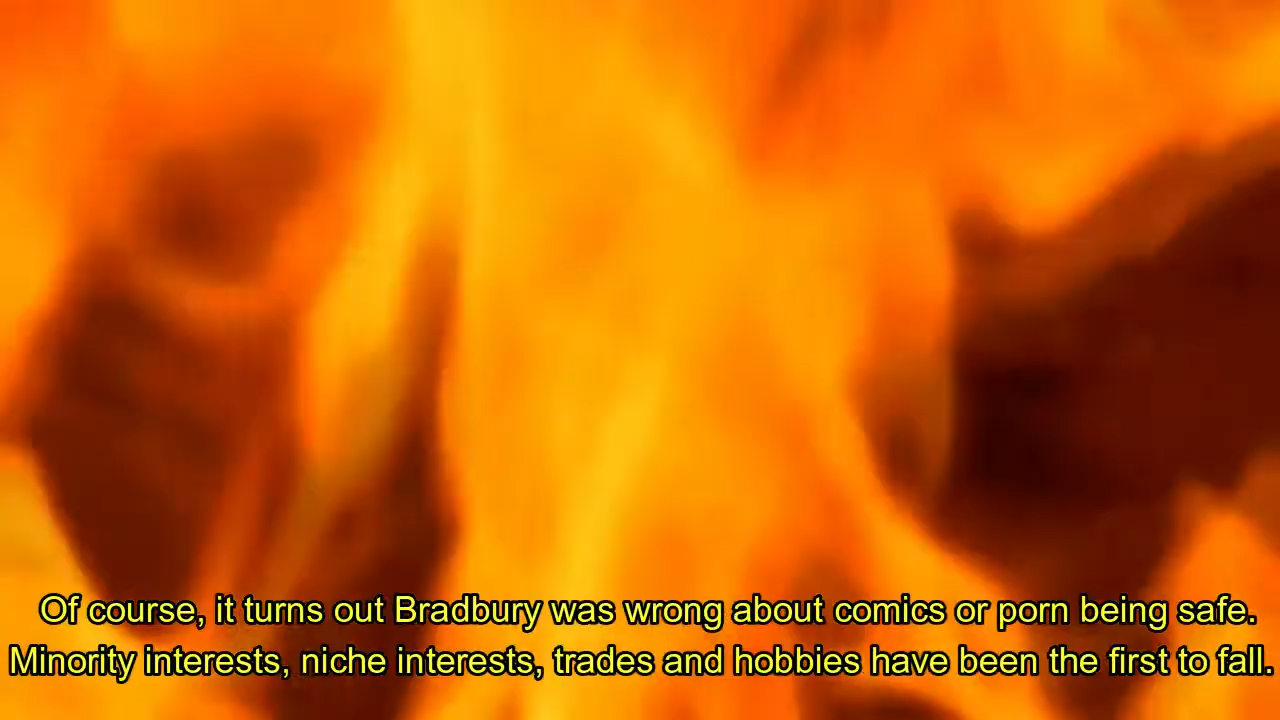 Of course, it turns out Bradbury was wrong about comics or porn being safe.
Minority interests, niche interests, trades and hobbies have been the first to fall.